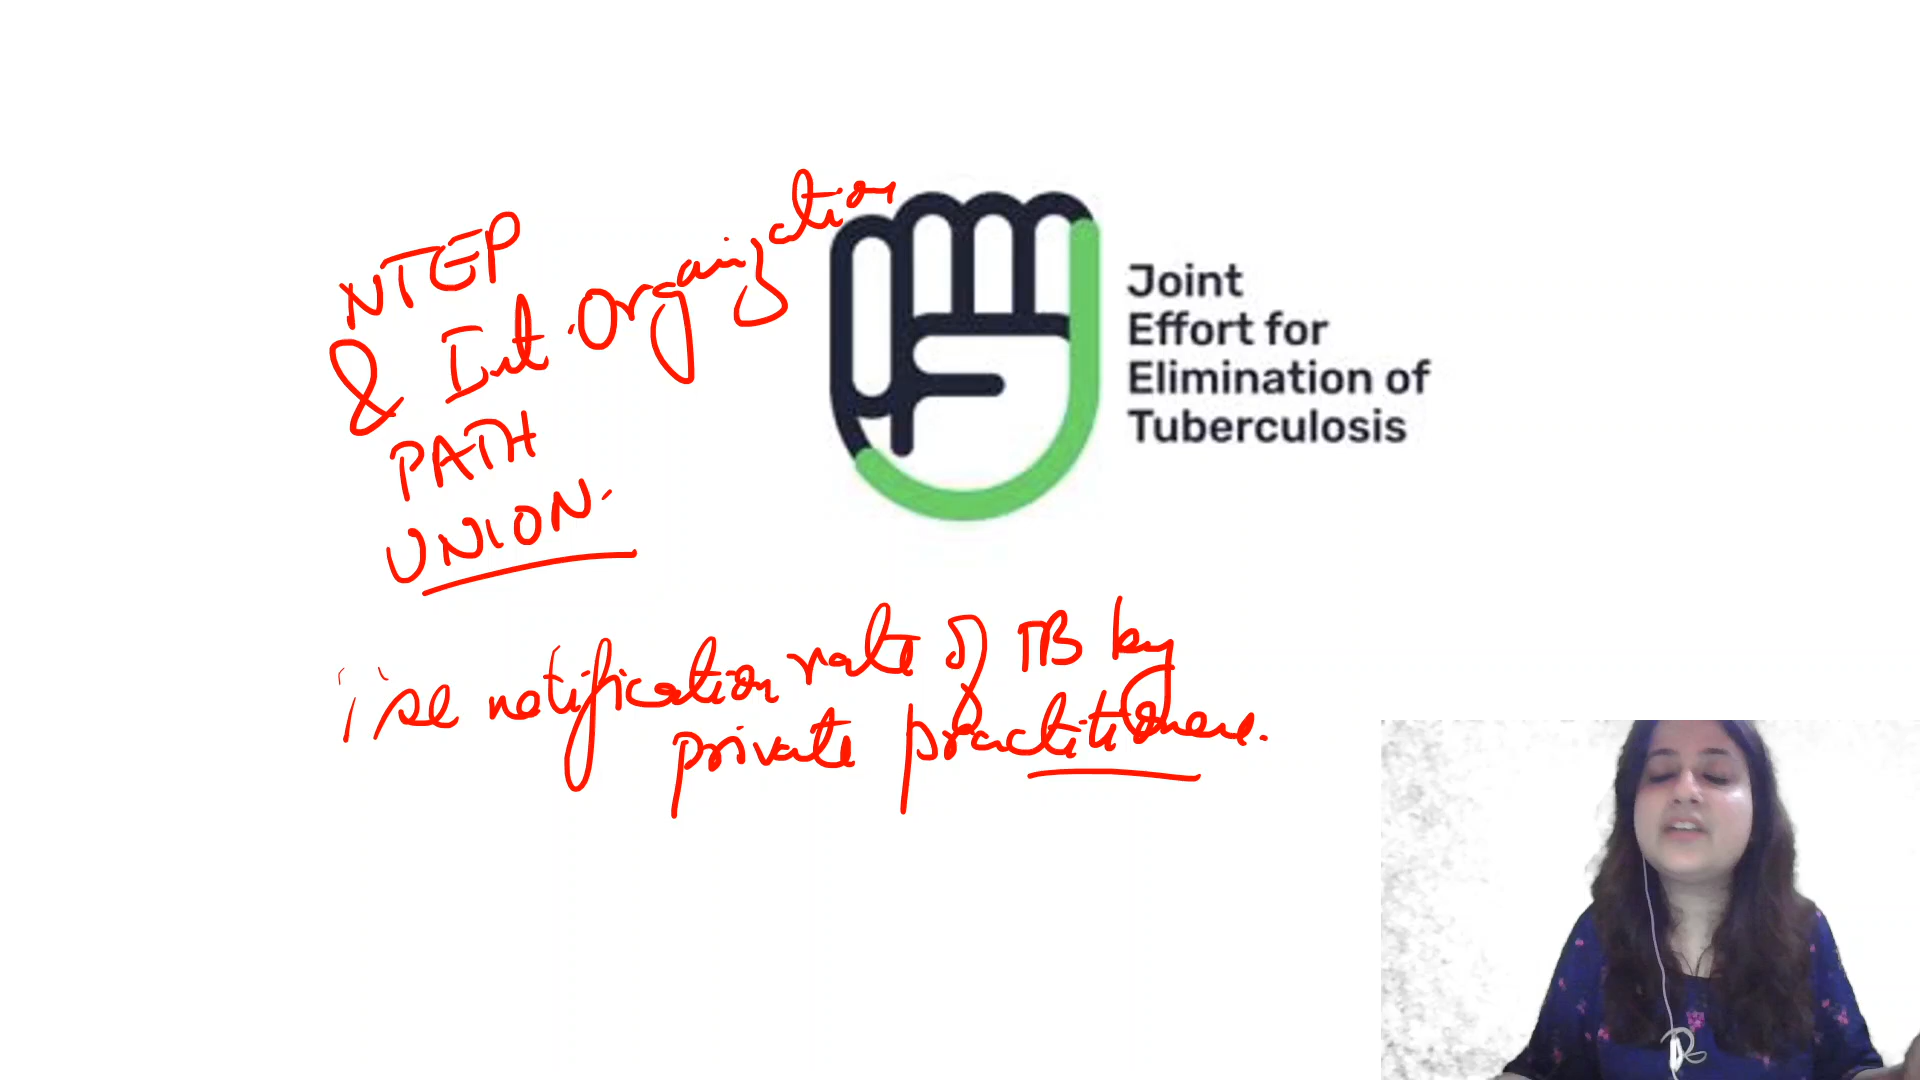 NTEP
& Int. Organization
PATH
UNION.
Joint
Effort for
Elimination of
Tuberculosis
↑se notification rate of TB by
private practitioners.